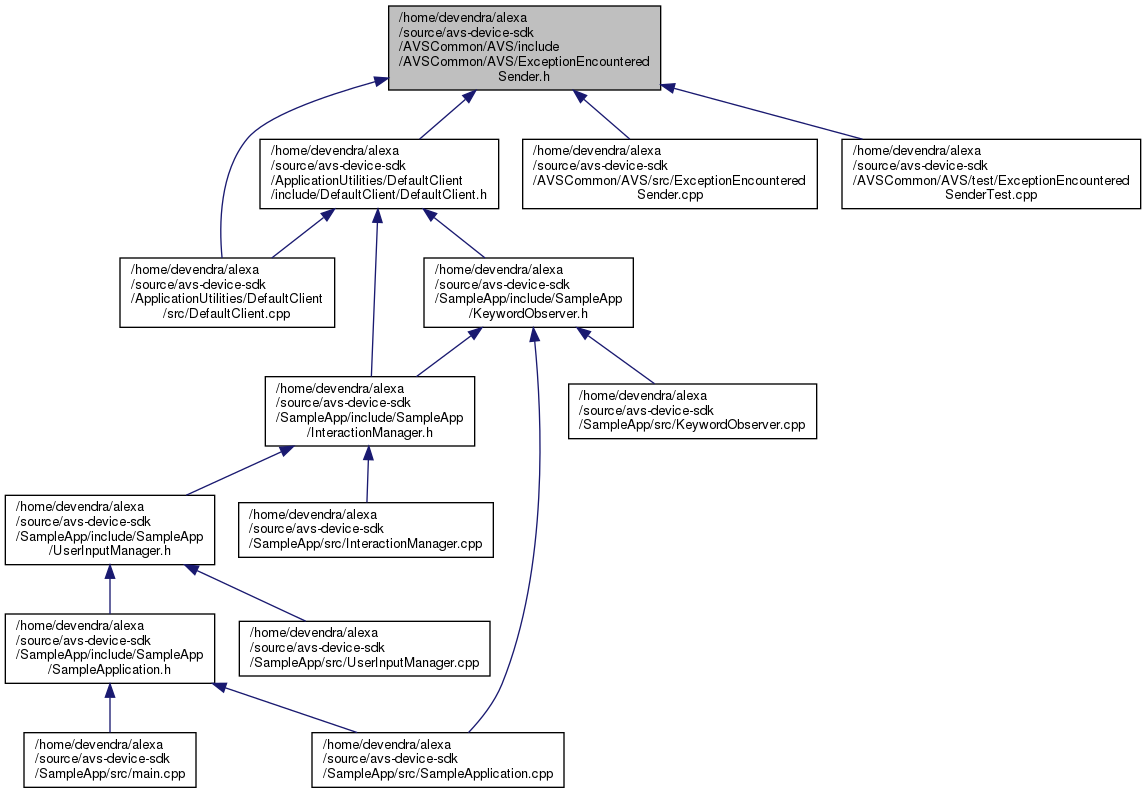 /home/devendra/alexa
/source/avs-device-sdk
/AVSCommon/AVS/include
/AVSCommon/AVS/ExceptionEncountered
Sender.h
/home/devendra/alexa
/source/avs-device-sdk
/ApplicationUtilities/DefaultClient
/include/DefaultClient/DefaultClient.h
/home/devendra/alexa
/source/avs-device-sdk
/AVSCommon/AVS/src/ExceptionEncountered
Sender.cpp
/home/devendra/alexa
/source/avs-device-sdk
/AVSCommon/AVS/test/ExceptionEncountered
SenderTest.cpp
/home/devendra/alexa
/source/avs-device-sdk
/ApplicationUtilities/DefaultClient
/src/DefaultClient.cpp
/home/devendra/alexa
/source/avs-device-sdk
/SampleApp/include/SampleApp
/KeywordObserver.h
/home/devendra/alexa
/source/avs-device-sdk
/SampleApp/include/SampleApp
/InteractionManager.h
/home/devendra/alexa
/source/avs-device-sdk
/SampleApp/src/KeywordObserver.cpp
/home/devendra/alexa
/source/avs-device-sdk
/SampleApp/include/SampleApp
/UserInputManager.h
/home/devendra/alexa
/source/avs-device-sdk
/SampleApp/src/InteractionManager.cpp
/home/devendra/alexa
/source/avs-device-sdk
/SampleApp/include/SampleApp
/SampleApplication.h
/home/devendra/alexa
/source/avs-device-sdk
/SampleApp/src/UserInputManager.cpp
/home/devendra/alexa
/source/avs-device-sdk
/SampleApp/src/main.cpp
/home/devendra/alexa
/source/avs-device-sdk
/SampleApp/src/SampleApplication.cpp